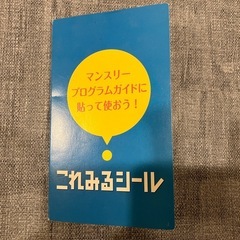 マンスリー
プログラムガイドに
貼って使おう！
これみるシール